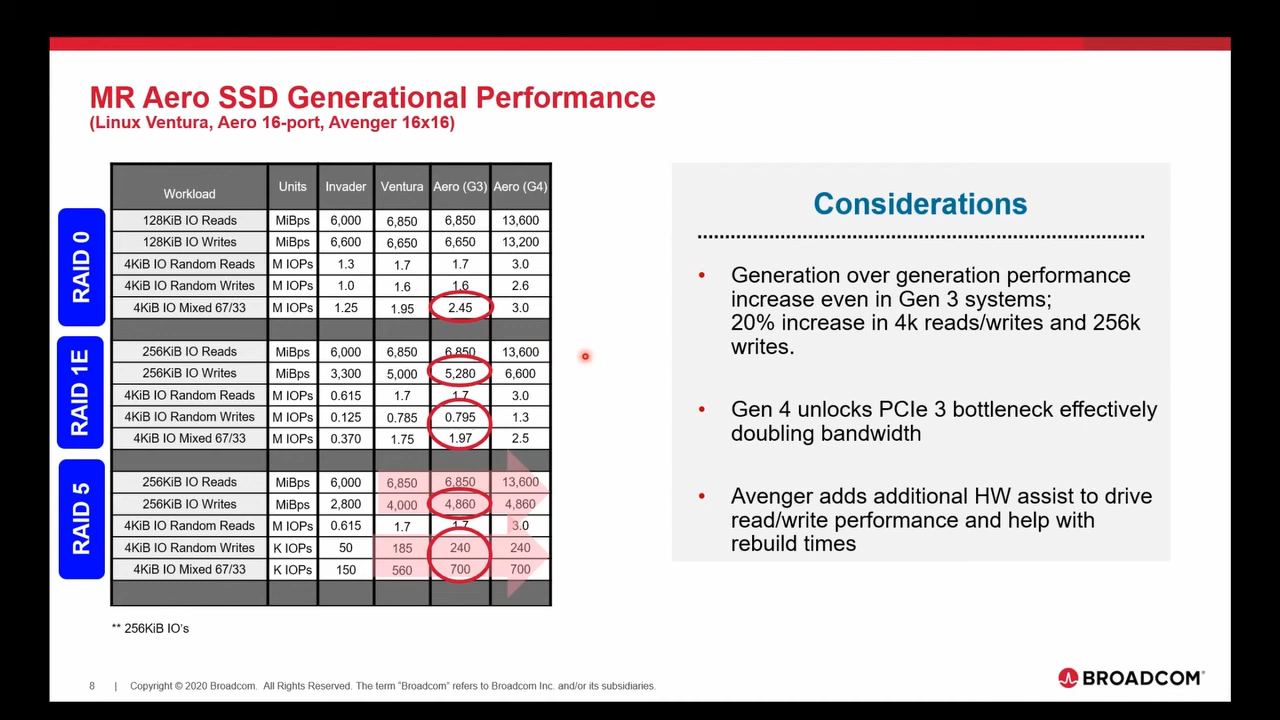 MR Aero SSD Generational Performance
(Linux Ventura, Aero 16-port, Avenger 16x16)
Workload Units Invader Ventura Aero (G3) Aero (G4)
RAID 0
128KiB IO Reads MiBps 6,000 6,850 6,850 13,600
128KiB IO Writes MiBps 6,600 6,650 6,650 13,200
4KiB IO Random Reads M IOPs 1.3 1.7 1.7 3.0
4KiB IO Random Writes M IOPs 1.0 1.6 1.6 2.6
4KiB IO Mixed 67/33 M IOPs 1.25 1.95 2.45 3.0
RAID 1E
256KiB IO Reads MiBps 6,000 6,850 6,850 13,600
256KiB IO Writes MiBps 3,300 5,000 5,280 6,600
4KiB IO Random Reads M IOPs 0.615 1.7 1.7 3.0
4KiB IO Random Writes M IOPs 0.125 0.785 0.795 1.3
4KiB IO Mixed 67/33 M IOPs 0.370 1.75 1.97 2.5
RAID 5
256KiB IO Reads MiBps 6,000 6,850 6,850 13,600
256KiB IO Writes MiBps 2,800 4,000 4,860 4,860
4KiB IO Random Reads M IOPs 0.615 1.7 1.7 3.0
4KiB IO Random Writes K IOPs 50 185 240 240
4KiB IO Mixed 67/33 K IOPs 150 560 700 700
** 256KiB IO's
Considerations
• Generation over generation performance
increase even in Gen 3 systems;
20% increase in 4k reads/writes and 256k
writes.
• Gen 4 unlocks PCIe 3 bottleneck effectively
doubling bandwidth
• Avenger adds additional HW assist to drive
read/write performance and help with
rebuild times
8 | Copyright © 2020 Broadcom. All Rights Reserved. The term "Broadcom" refers to Broadcom Inc. and/or its subsidiaries.
BROADCOM®